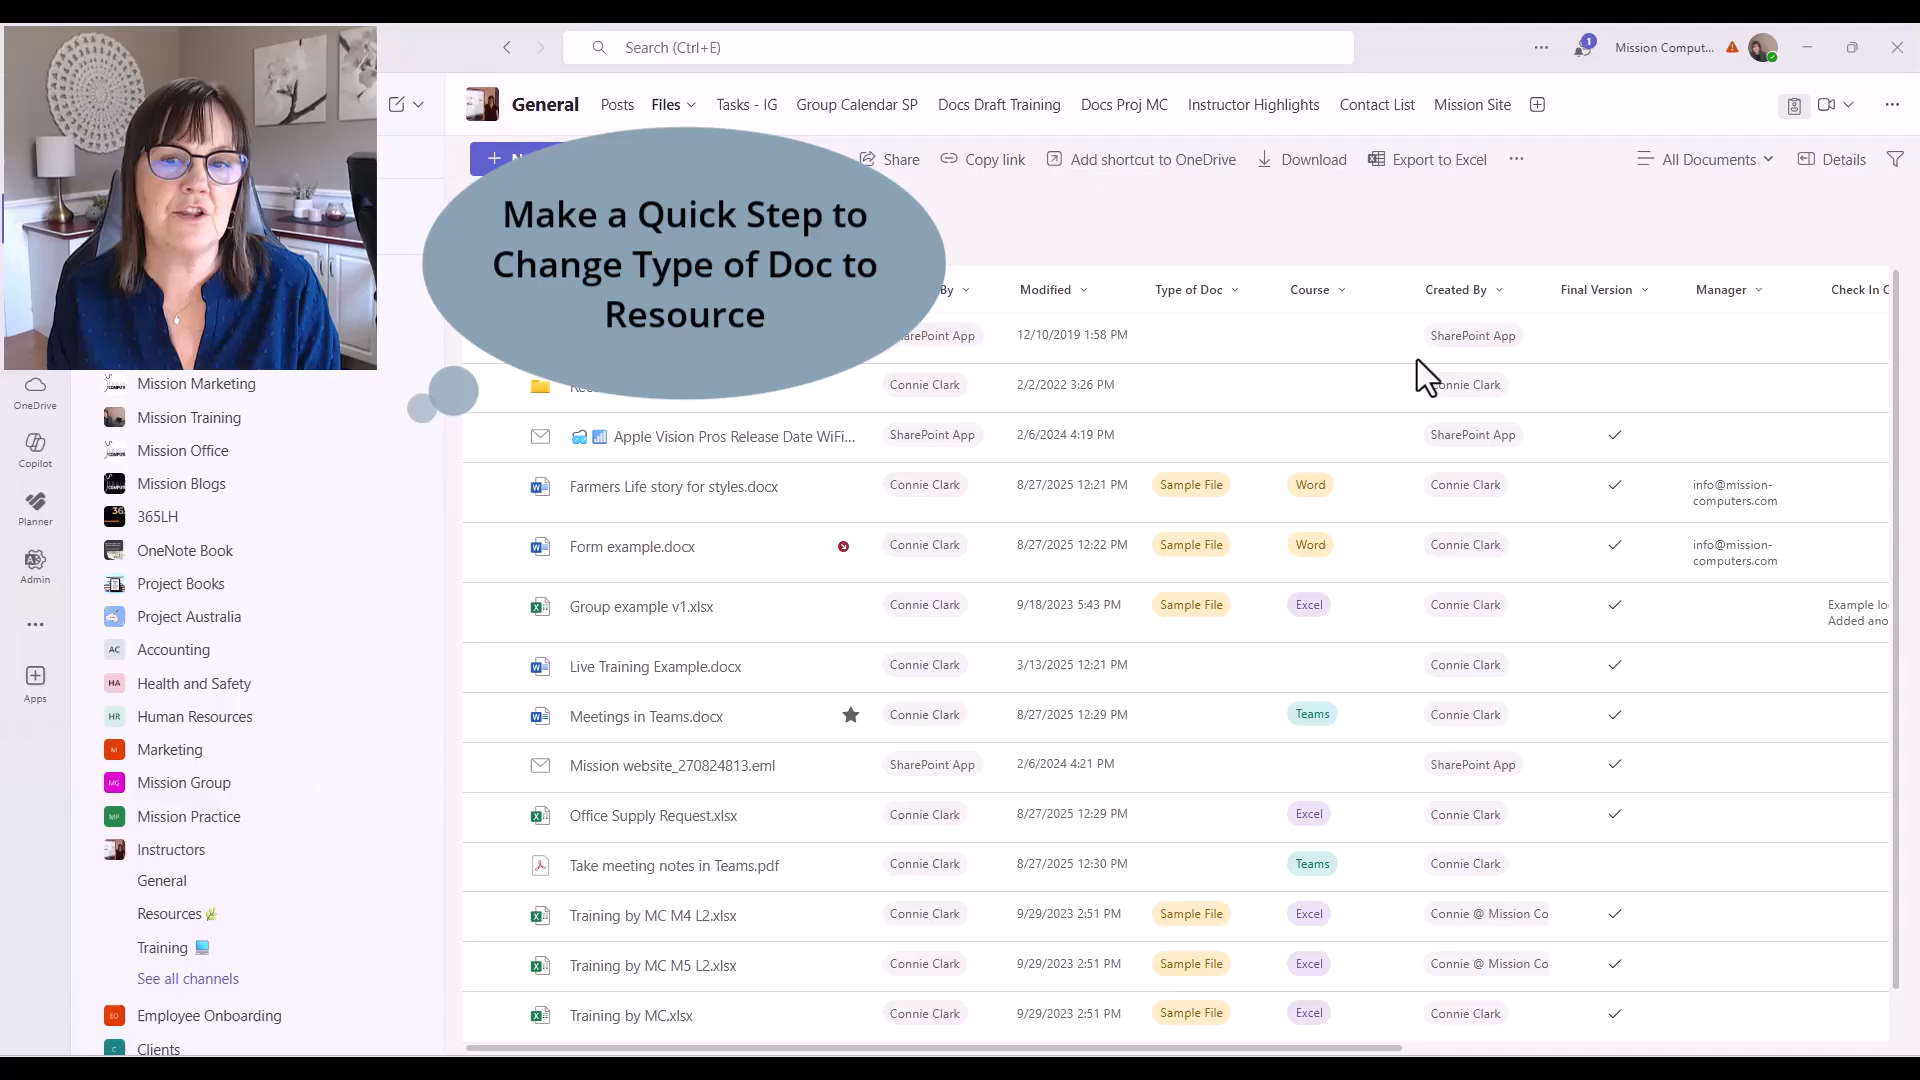 Search (Ctrl+E)
1
Mission Comput...
General
Posts
Files
Tasks - IG
Group Calendar SP
Docs Draft Training
Docs Proj MC
Instructor Highlights
Contact List
Mission Site
Share
Copy link
Add shortcut to OneDrive
Download
Export to Excel
All Documents
Details
Make a Quick Step to
Change Type of Doc to
Resource
By
Modified
Type of Doc
Course
Created By
Final Version
Manager
Check In C
12/10/2019 1:58 PM
SharePoint App
Connie Clark
2/2/2022 3:26 PM
Connie Clark
Apple Vision Pros Release Date WiFi...
SharePoint App
2/6/2024 4:19 PM
SharePoint App
Farmers Life story for styles.docx
Connie Clark
8/27/2025 12:21 PM
Sample File
Word
Connie Clark
info@mission-
computers.com
Form example.docx
Connie Clark
8/27/2025 12:22 PM
Sample File
Word
Connie Clark
info@mission-
computers.com
Group example v1.xlsx
Connie Clark
9/18/2023 5:43 PM
Sample File
Excel
Connie Clark
Example lo
Added ano
Live Training Example.docx
Connie Clark
3/13/2025 12:21 PM
Connie Clark
Meetings in Teams.docx
Connie Clark
8/27/2025 12:29 PM
Teams
Connie Clark
Mission website_270824813.eml
SharePoint App
2/6/2024 4:21 PM
SharePoint App
Office Supply Request.xlsx
Connie Clark
8/27/2025 12:29 PM
Excel
Connie Clark
Take meeting notes in Teams.pdf
Connie Clark
8/27/2025 12:30 PM
Teams
Connie Clark
Training by MC M4 L2.xlsx
Connie Clark
9/29/2023 2:51 PM
Sample File
Excel
Connie @ Mission Co
Training by MC M5 L2.xlsx
Connie Clark
9/29/2023 2:51 PM
Sample File
Excel
Connie @ Mission Co
Training by MC.xlsx
Connie Clark
9/29/2023 2:51 PM
Sample File
Excel
Connie Clark
OneDrive
Copilot
Planner
Admin
Apps
Mission Marketing
Mission Training
Mission Office
Mission Blogs
365LH
OneNote Book
Project Books
Project Australia
AC Accounting
HA Health and Safety
HR Human Resources
M Marketing
MG Mission Group
MP Mission Practice
Instructors
General
Resources
Training
See all channels
EO Employee Onboarding
C Clients